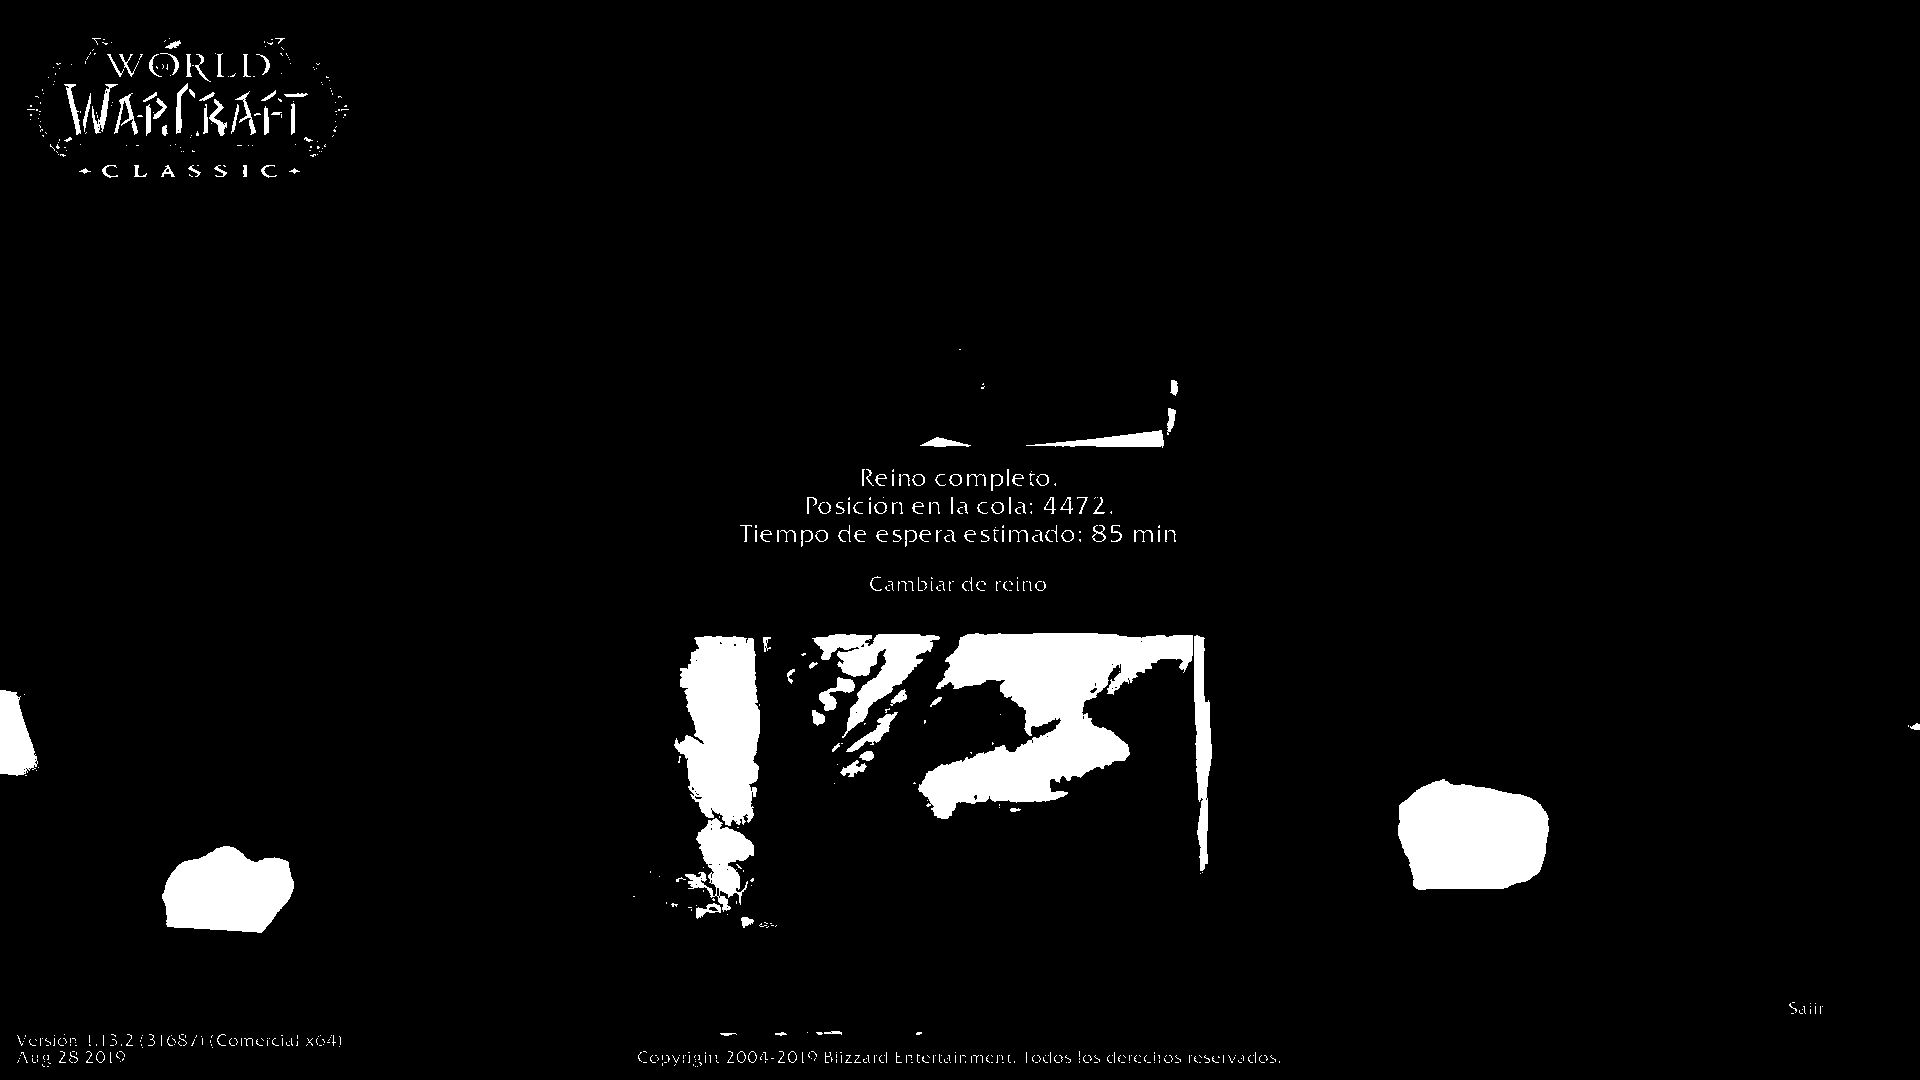 WORLD
OF
WARCRAFT
CLASSIC
Reino completo.
Posición en la cola: 4472.
Tiempo de espera estimado: 85 min
Cambiar de reino
Salir
Versión 1.13.2 (31687) (Comercial x64)
Aug 28 2019
Copyright 2004-2019 Blizzard Entertainment. Todos los derechos reservados.